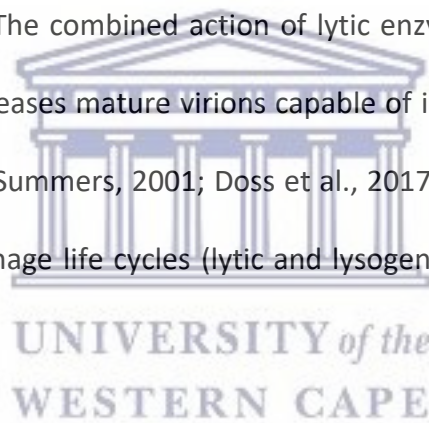 The combined action of lytic enzy
eases mature virions capable of i
Summers, 2001; Doss et al., 2017
hage life cycles (lytic and lysogen
UNIVERSITY of the
WESTERN CAPE